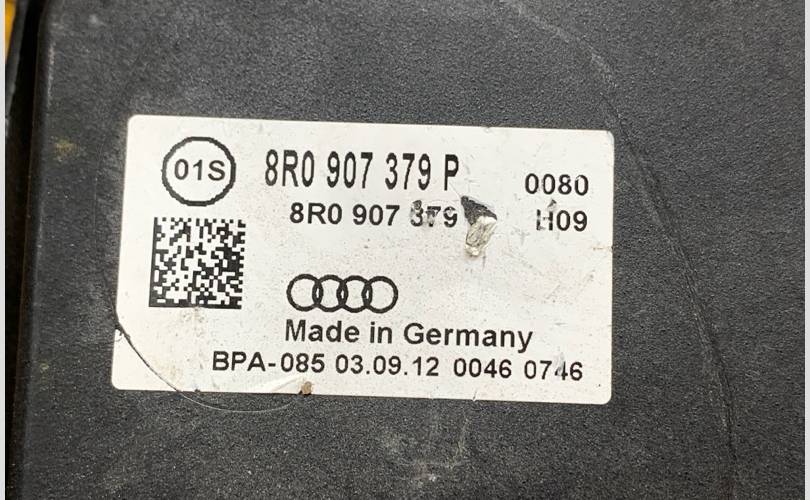 01S
8R0 907 379 P 0080
8R0 907 379 H09
Made in Germany
BPA-085 03.09.12 0046 0746